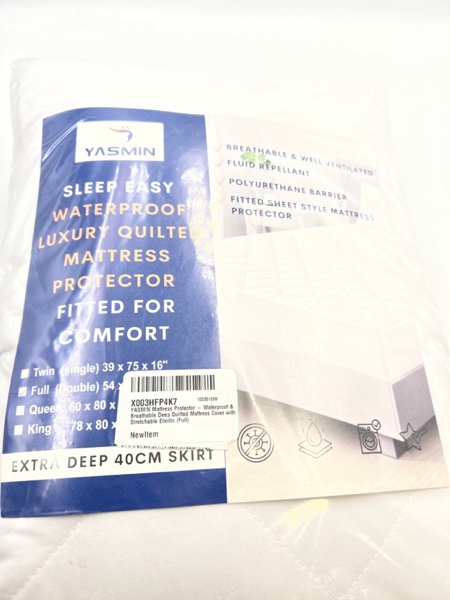 YASMIN
SLEEP EASY
WATERPROOF
LUXURY QUILTED
MATTRESS
PROTECTOR
FITTED FOR
COMFORT
Twin (Single) 39 x 75 x 16"
Full (Double) 54 x
Queen 60 x 80 x
King 78 x 80 x
EXTRA DEEP 40CM SKIRT
BREATHABLE & WELL VENTILATED
FLUID REPELLANT
POLYURETHANE BARRIER
FITTED SHEET STYLE MATTRESS
PROTECTOR
X003HFP4K7
YASMIN Mattress Protector – Waterproof &
Breathable Deep Quilted Mattress Cover with
Stretchable Elastic (Full)
NewItem